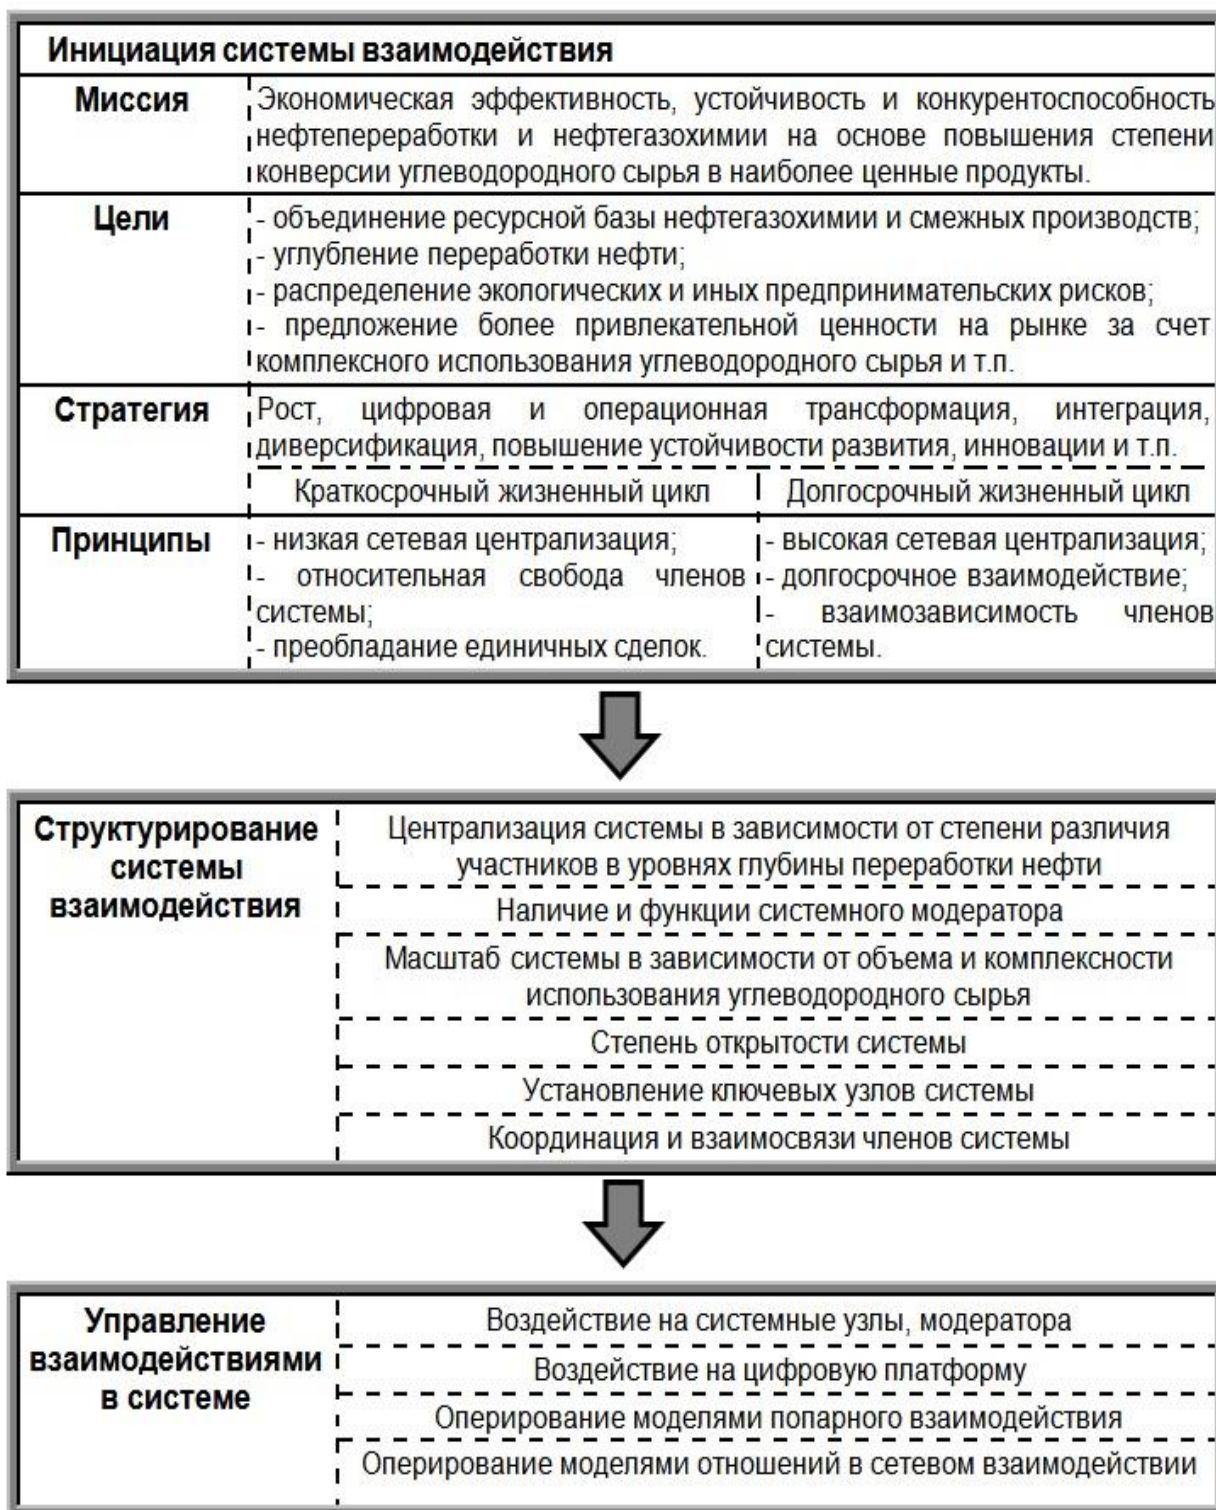 Инициация системы взаимодействия
Миссия
Экономическая эффективность, устойчивость и конкурентоспособность
нефтепереработки и нефтегазохимии на основе повышения степени
конверсии углеводородного сырья в наиболее ценные продукты.
Цели
- объединение ресурсной базы нефтегазохимии и смежных производств;
- углубление переработки нефти;
- распределение экологических и иных предпринимательских рисков;
- предложение более привлекательной ценности на рынке за счет
комплексного использования углеводородного сырья и т.п.
Стратегия
Рост, цифровая и операционная трансформация, интеграция,
диверсификация, повышение устойчивости развития, инновации и т.п.
Краткосрочный жизненный цикл
Долгосрочный жизненный цикл
Принципы
- низкая сетевая централизация;
- относительная свобода членов
системы;
- преобладание единичных сделок.
- высокая сетевая централизация;
- долгосрочное взаимодействие;
- взаимозависимость членов
системы.
Структурирование
системы
взаимодействия
Централизация системы в зависимости от степени различия
участников в уровнях глубины переработки нефти
Наличие и функции системного модератора
Масштаб системы в зависимости от объема и комплексности
использования углеводородного сырья
Степень открытости системы
Установление ключевых узлов системы
Координация и взаимосвязи членов системы
Управление
взаимодействиями
в системе
Воздействие на системные узлы, модератора
Воздействие на цифровую платформу
Оперирование моделями попарного взаимодействия
Оперирование моделями отношений в сетевом взаимодействии